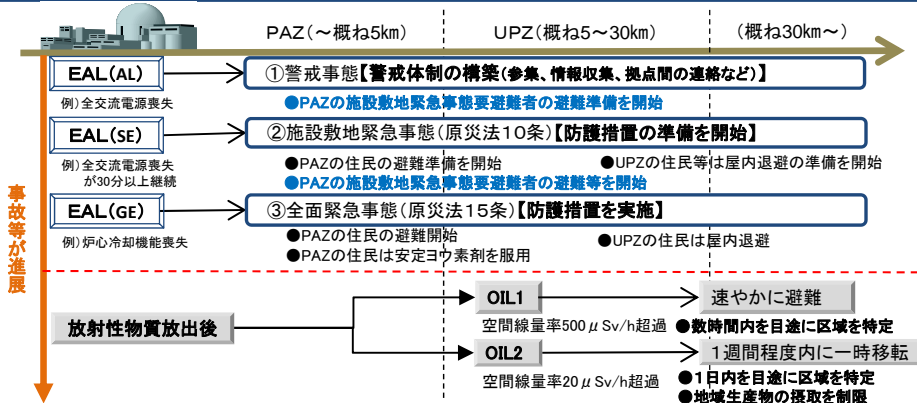 PAZ(～概ね5km)
UPZ(概ね5～30km)
(概ね30km～)
EAL(AL)
①警戒事態【警戒体制の構築(参集、情報収集、拠点間の連絡など)】
例)全交流電源喪失
●PAZの施設敷地緊急事態要避難者の避難準備を開始
EAL(SE)
②施設敷地緊急事態(原災法10条)【防護措置の準備を開始】
例)全交流電源喪失
が30分以上継続
●PAZの住民の避難準備を開始
●UPZの住民等は屋内退避の準備を開始
●PAZの施設敷地緊急事態要避難者の避難等を開始
EAL(GE)
③全面緊急事態(原災法15条)【防護措置を実施】
例)炉心冷却機能喪失
●PAZの住民の避難開始
●UPZの住民は屋内退避
●PAZの住民は安定ヨウ素剤を服用
事故等が進展
放射性物質放出後
OIL1
速やかに避難
空間線量率500μSv/h超過
●数時間内を目途に区域を特定
OIL2
1週間程度内に一時移転
空間線量率20μSv/h超過
●1日内を目途に区域を特定
●地域生産物の摂取を制限